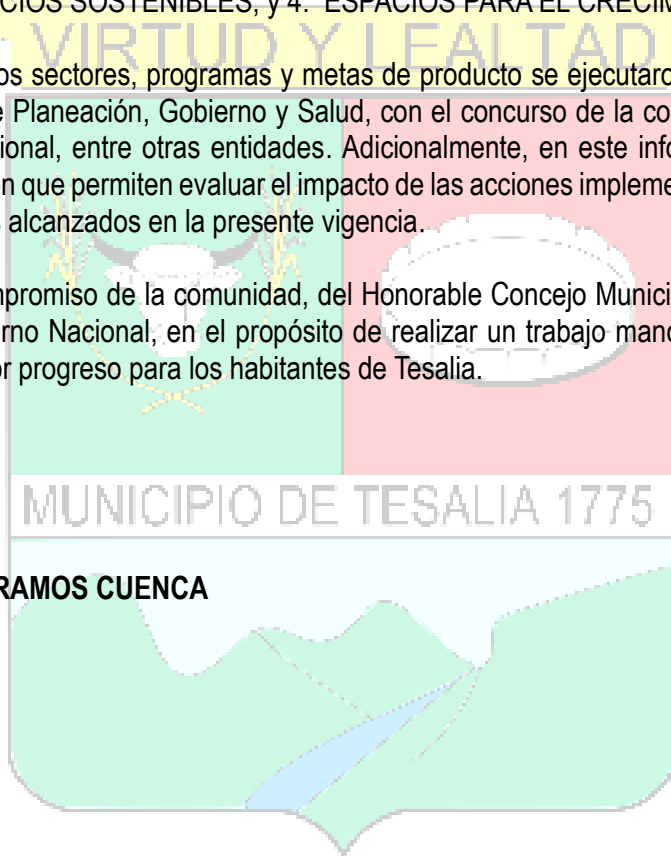 CIOS SOSTENIBLES, y 4. ESPACIOS PARA EL CRECIM
VIRTUD Y LEALTAD
os sectores, programas y metas de producto se ejecutaro
e Planeación, Gobierno y Salud, con el concurso de la co
ional, entre otras entidades. Adicionalmente, en este info
n que permiten evaluar el impacto de las acciones impleme
s alcanzados en la presente vigencia.
mpromiso de la comunidad, del Honorable Concejo Munici
rno Nacional, en el propósito de realizar un trabajo manc
or progreso para los habitantes de Tesalia.
MUNICIPIO DE TESALIA 1775
RAMOS CUENCA